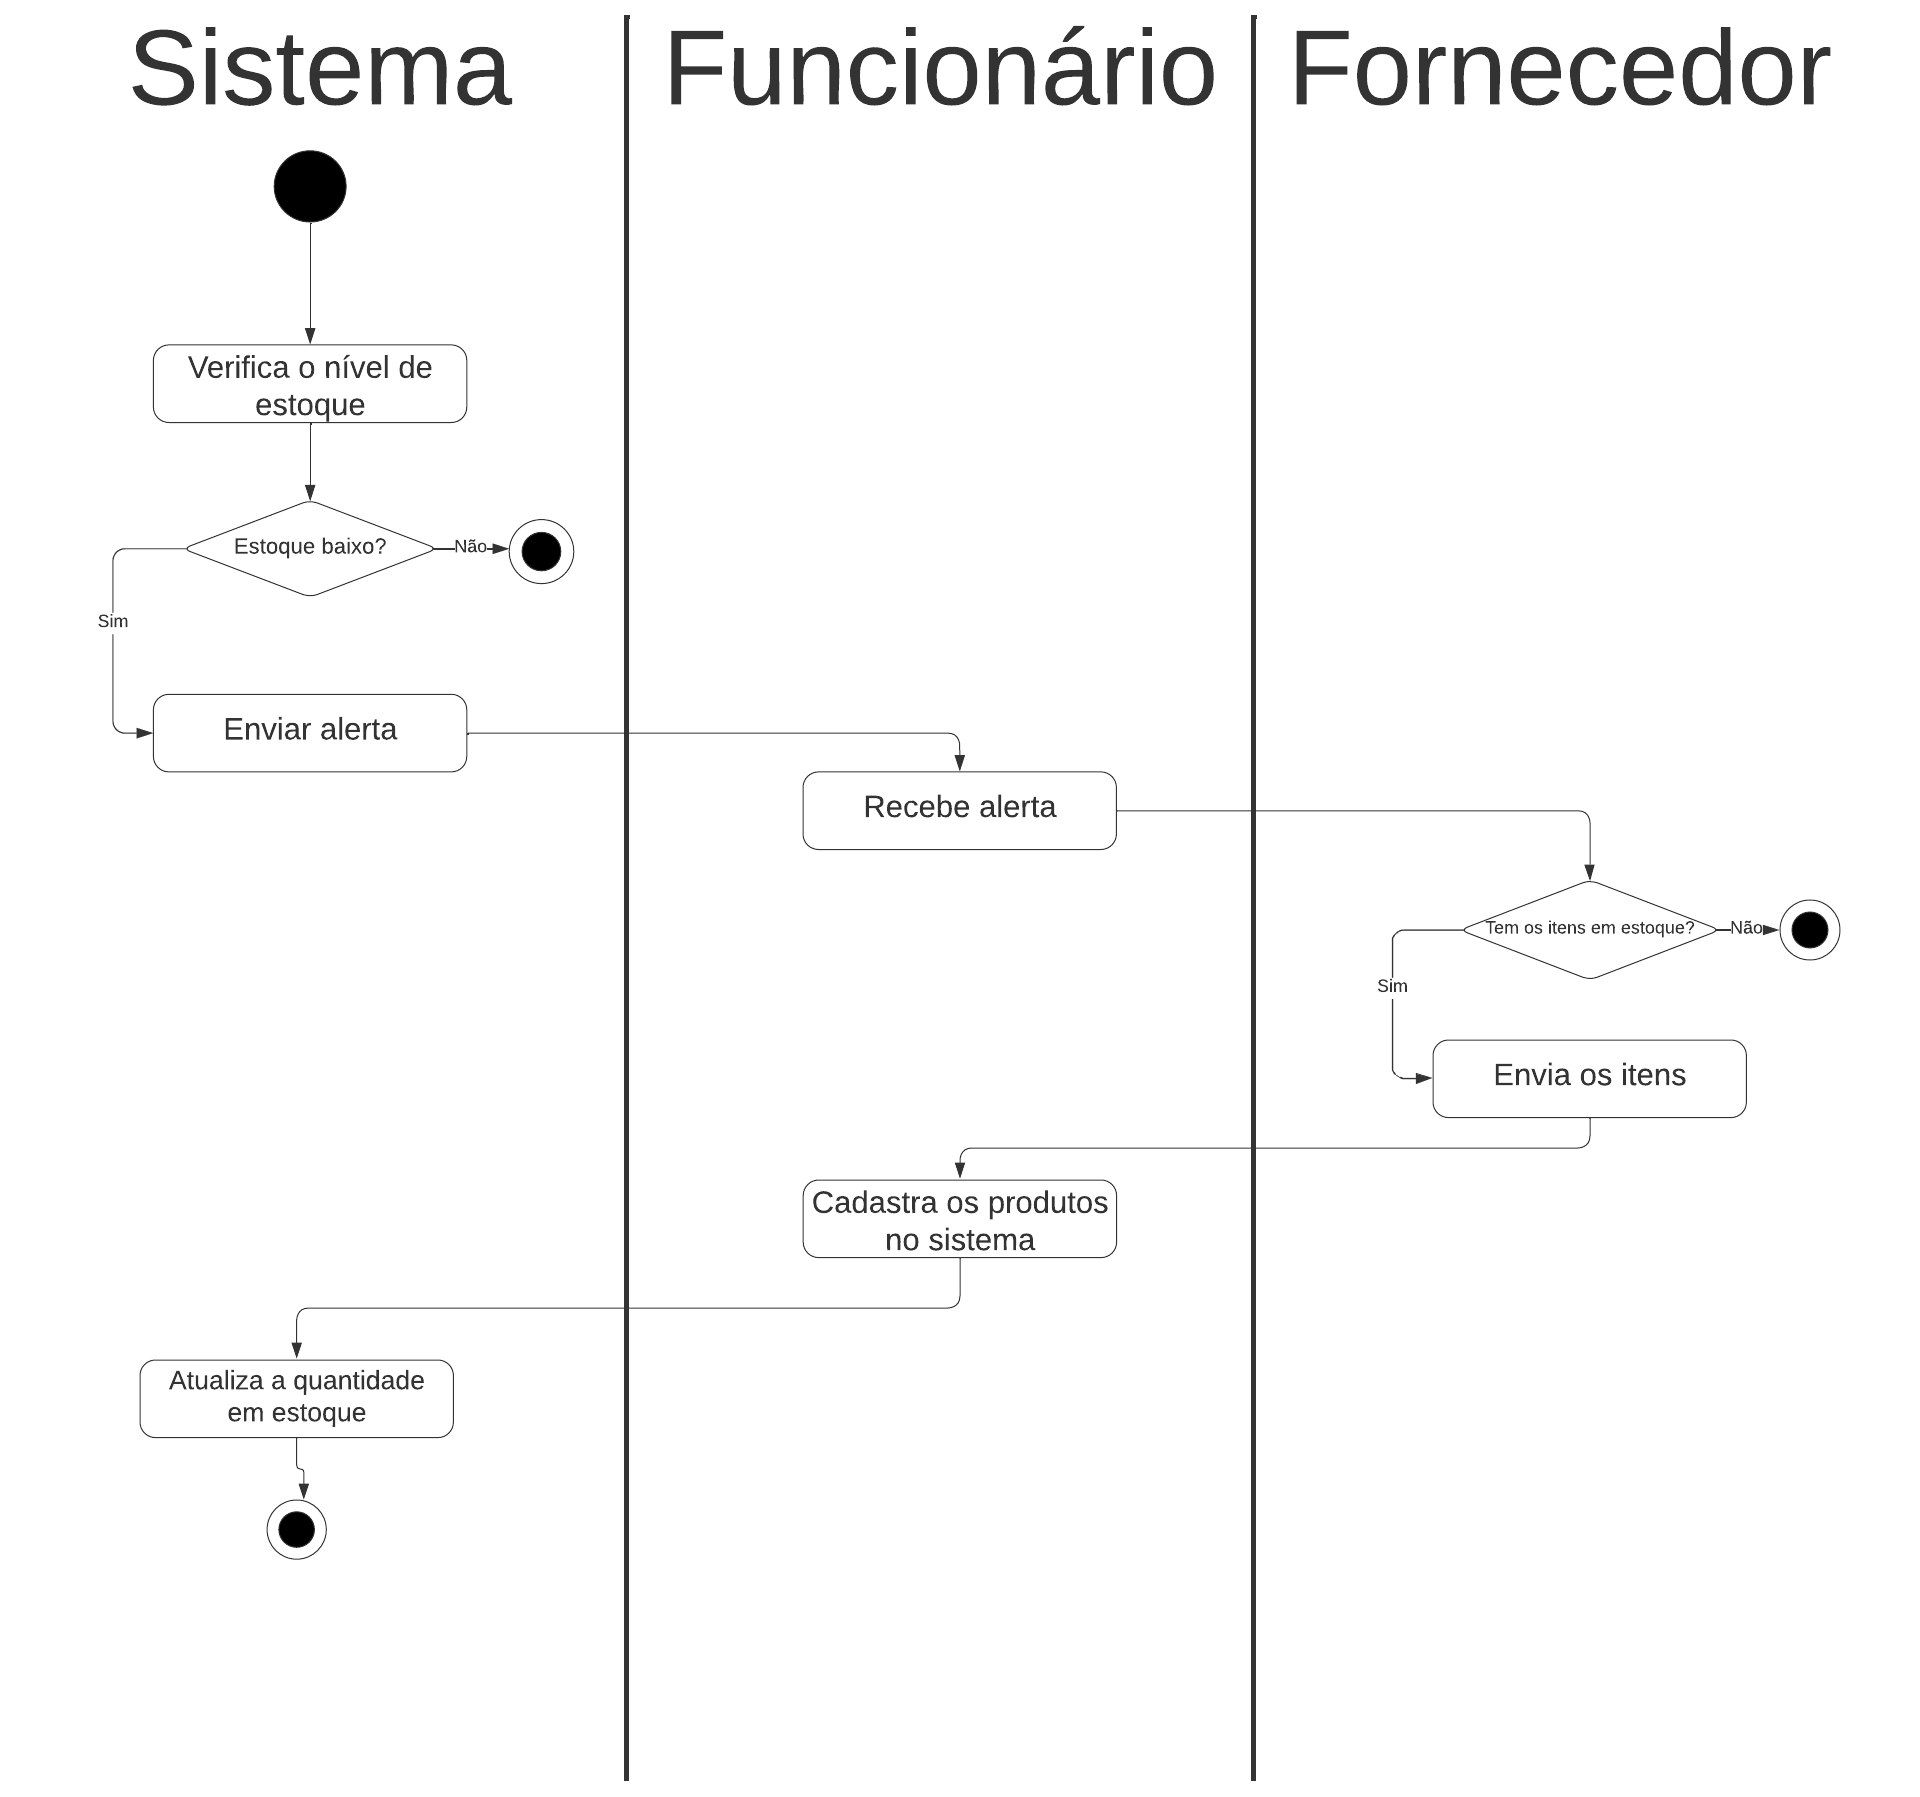 Sistema
Funcionário
Fornecedor
Verifica o nível de
estoque
Estoque baixo?
Não
Sim
Enviar alerta
Recebe alerta
Tem os itens em estoque?
Não
Sim
Envia os itens
Cadastra os produtos
no sistema
Atualiza a quantidade
em estoque